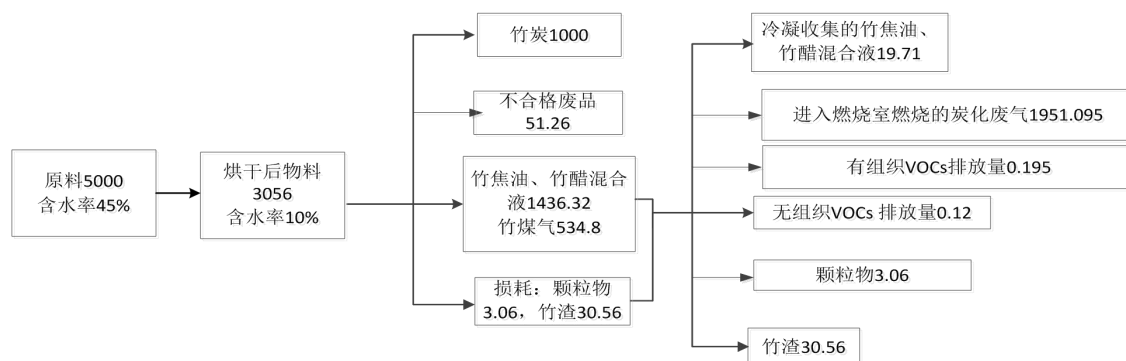 原料5000
含水率45%
烘干后物料
3056
含水率10%
竹炭1000
不合格废品
51.26
竹焦油、竹醋混合
液1436.32
竹煤气534.8
损耗：颗粒物
3.06，竹渣30.56
冷凝收集的竹焦油、
竹醋混合液19.71
进入燃烧室燃烧的炭化废气1951.095
有组织VOCs排放量0.195
无组织VOCs 排放量0.12
颗粒物3.06
竹渣30.56